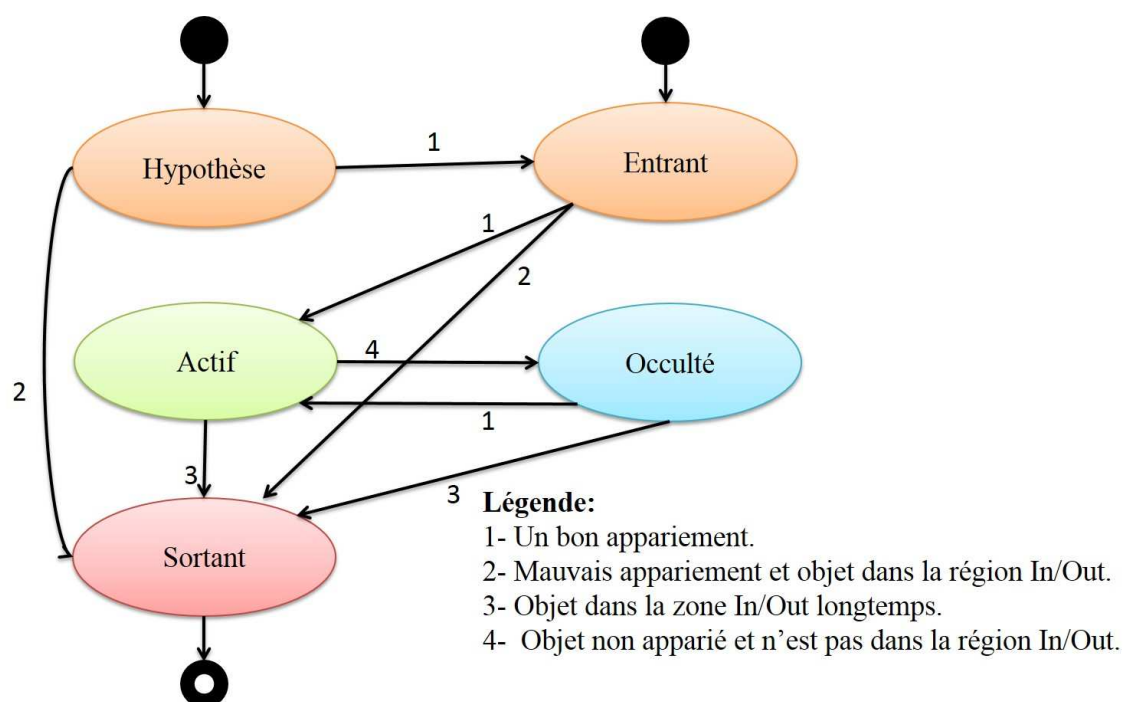 1
Hypothèse
Entrant
1
2
Actif
4
Occulté
2
1
3
3
Sortant
Légende:
1- Un bon appariement.
2- Mauvais appariement et objet dans la région In/Out.
3- Objet dans la zone In/Out longtemps.
4- Objet non apparié et n’est pas dans la région In/Out.